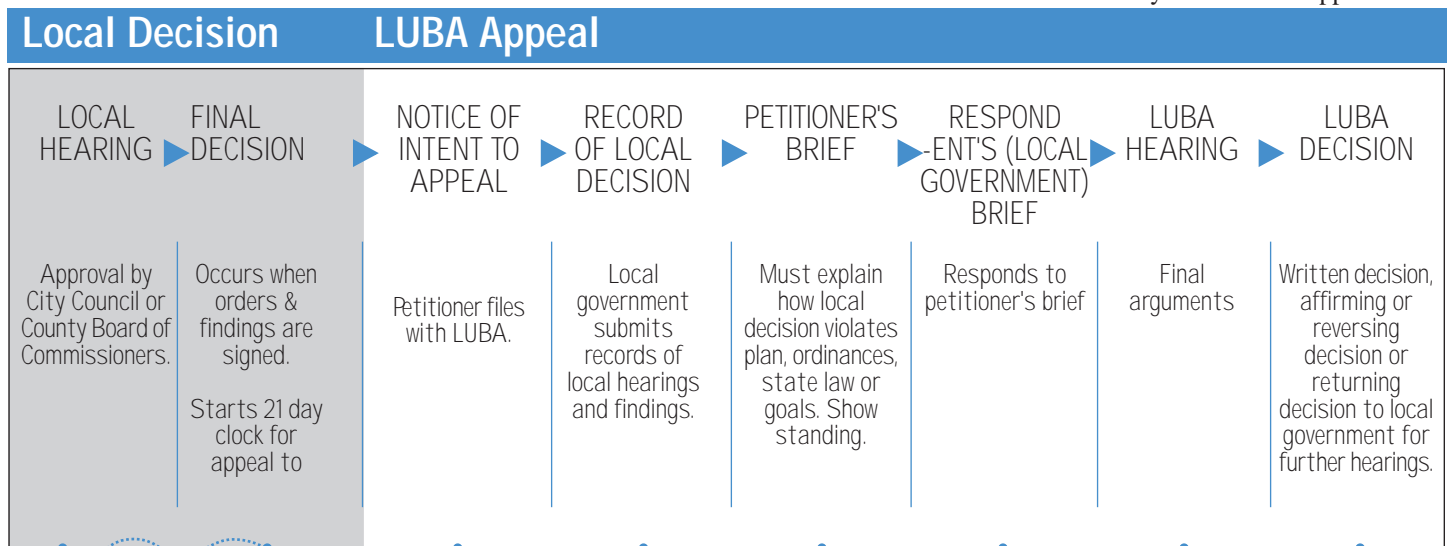 Local Decision
LUBA Appeal
LOCAL
HEARING
FINAL
DECISION
NOTICE OF
INTENT TO
APPEAL
RECORD
OF LOCAL
DECISION
PETITIONER'S
BRIEF
RESPOND
-ENT'S (LOCAL
GOVERNMENT)
BRIEF
LUBA
HEARING
LUBA
DECISION
Approval by
City Council or
County Board of
Commissioners.
Occurs when
orders &
findings are
signed.
Starts 21 day
clock for
appeal to
Petitioner files
with LUBA.
Local
government
submits
records of
local hearings
and findings.
Must explain
how local
decision violates
plan, ordinances,
state law or
goals. Show
standing.
Responds to
petitioner's brief
Final
arguments
Written decision,
affirming or
reversing
decision or
returning
decision to local
government for
further hearings.